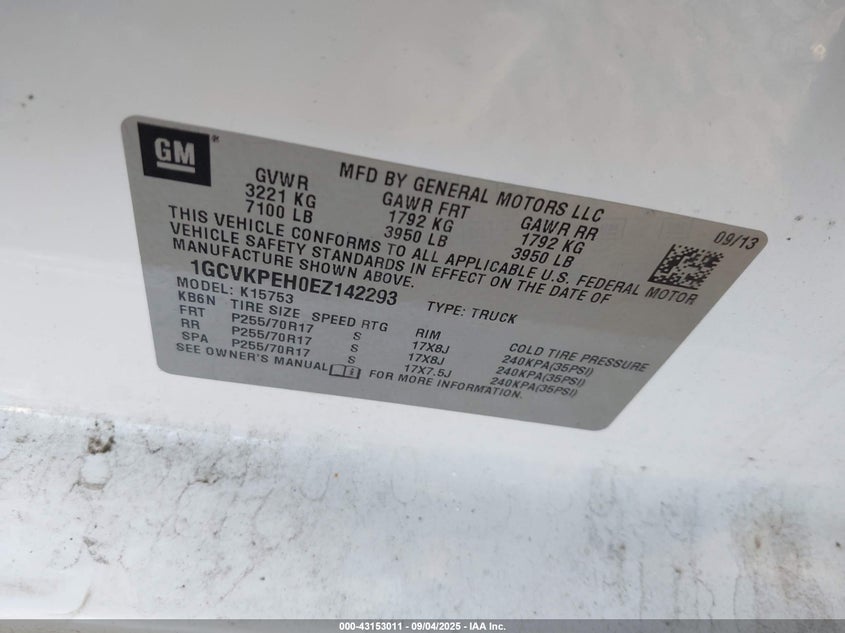 GM®
MFD BY GENERAL MOTORS LLC
09/13
GVWR GAWR FRT GAWR RR
3221 KG 1792 KG 1792 KG
7100 LB 3950 LB 3950 LB
THIS VEHICLE CONFORMS TO ALL APPLICABLE U.S. FEDERAL MOTOR
VEHICLE SAFETY STANDARDS IN EFFECT ON THE DATE OF
MANUFACTURE SHOWN ABOVE.
1GCVKPEH0EZ142293 TYPE: TRUCK
MODEL: K15753
KB6N TIRE SIZE SPEED RTG RIM COLD TIRE PRESSURE
FRT P255/70R17 S 17X8J 240KPA(35PSI)
RR P255/70R17 S 17X8J 240KPA(35PSI)
SPA P255/70R17 S 17X7.5J 240KPA(35PSI)
SEE OWNER'S MANUAL FOR MORE INFORMATION.
000-43153011 - 09/04/2025 - IAA Inc.